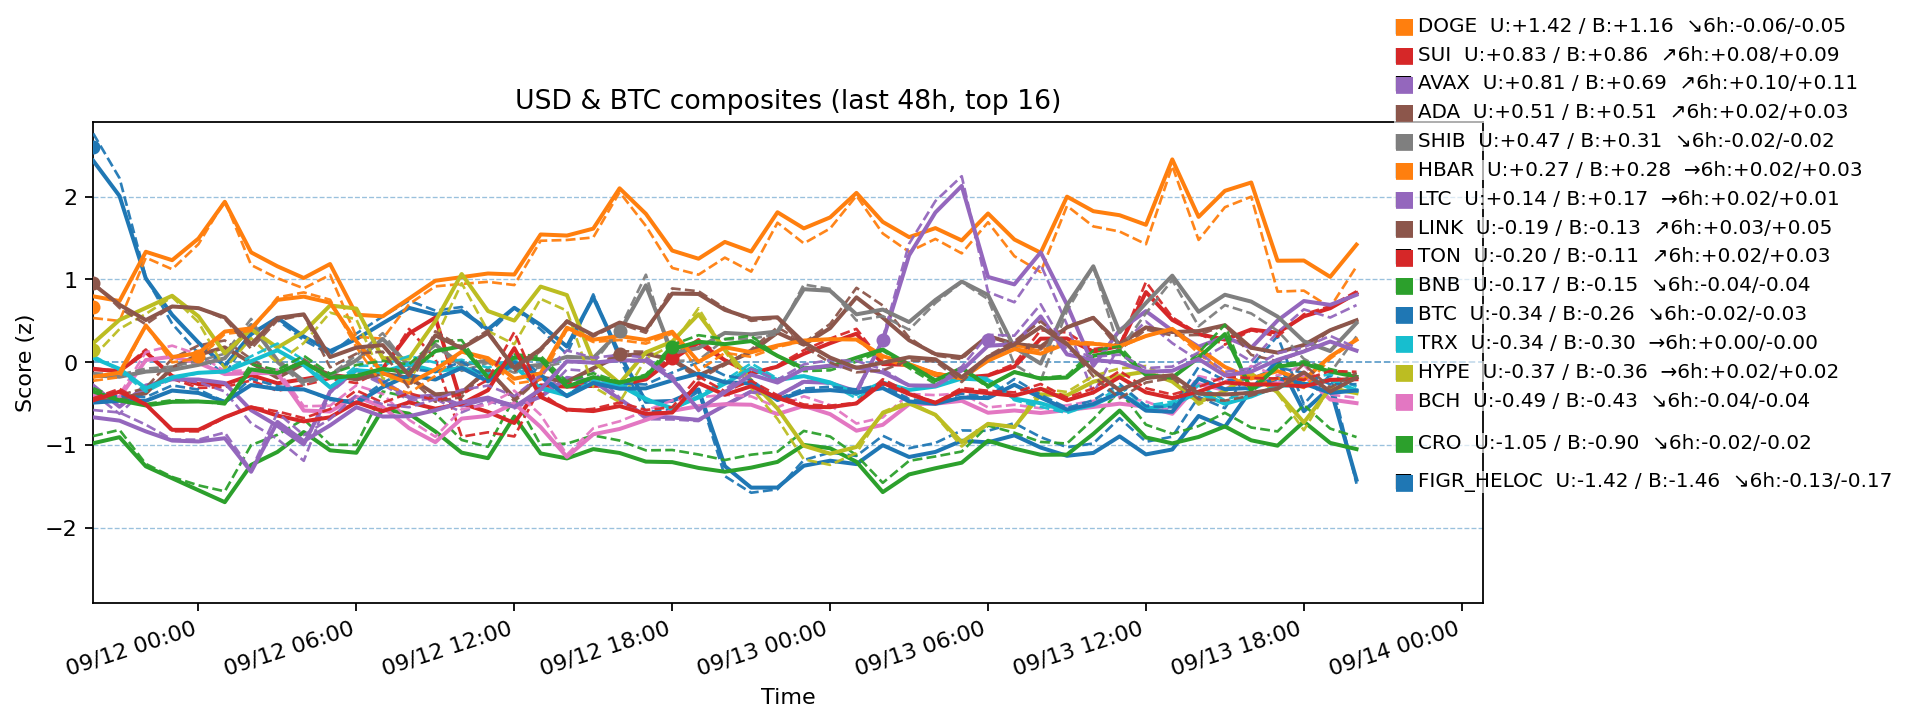 DOGE U:+1.42 / B:+1.16 ↘6h:-0.06/-0.05
SUI U:+0.83 / B:+0.86 ↗6h:+0.08/+0.09
AVAX U:+0.81 / B:+0.69 ↗6h:+0.10/+0.11
ADA U:+0.51 / B:+0.51 ↗6h:+0.02/+0.03
SHIB U:+0.47 / B:+0.31 ↘6h:-0.02/-0.02
HBAR U:+0.27 / B:+0.28 →6h:+0.02/+0.03
LTC U:+0.14 / B:+0.17 →6h:+0.02/+0.01
LINK U:-0.19 / B:-0.13 ↗6h:+0.03/+0.05
TON U:-0.20 / B:-0.11 ↗6h:+0.02/+0.03
BNB U:-0.17 / B:-0.15 ↘6h:-0.04/-0.04
BTC U:-0.34 / B:-0.26 ↘6h:-0.02/-0.03
TRX U:-0.34 / B:-0.30 →6h:+0.00/-0.00
HYPE U:-0.37 / B:-0.36 →6h:+0.02/+0.02
BCH U:-0.49 / B:-0.43 ↘6h:-0.04/-0.04
CRO U:-1.05 / B:-0.90 ↘6h:-0.02/-0.02
FIGR_HELOC U:-1.42 / B:-1.46 ↘6h:-0.13/-0.17
USD & BTC composites (last 48h, top 16)
Score (z)
2
1
0
−1
−2
09/12 00:00
09/12 06:00
09/12 12:00
09/12 18:00
09/13 00:00
09/13 06:00
09/13 12:00
09/13 18:00
09/14 00:00
Time